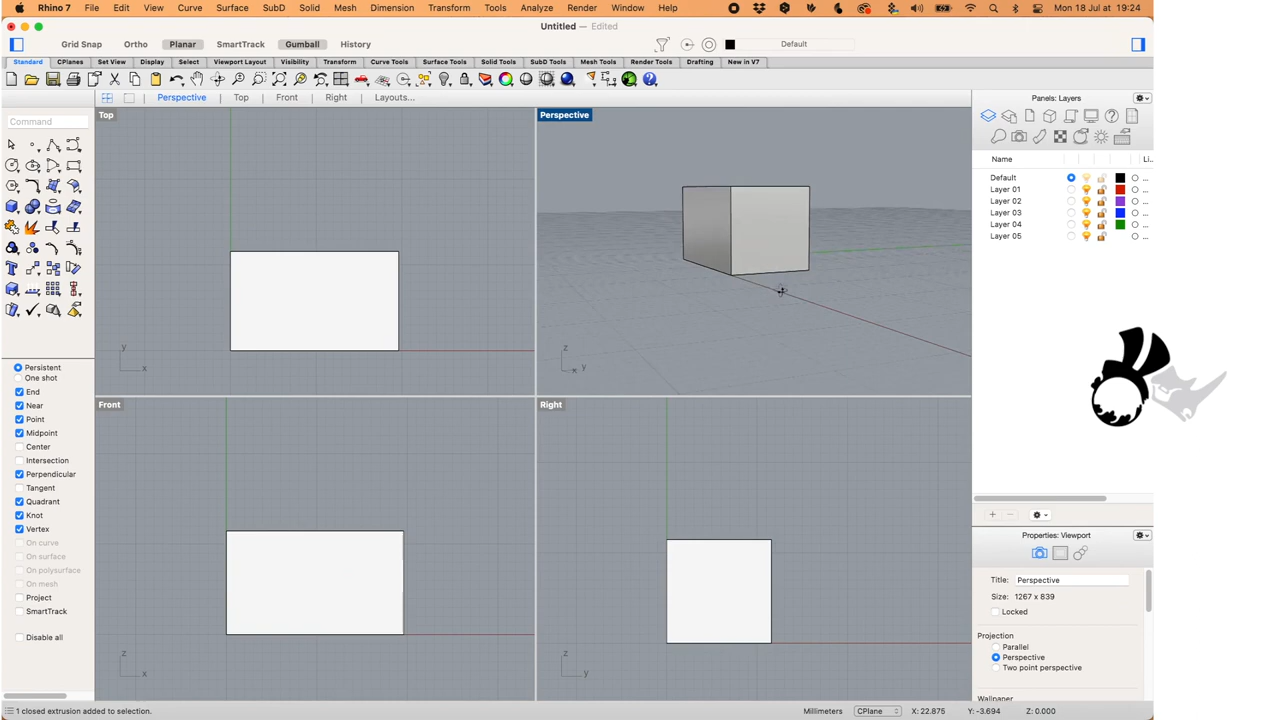 Rhino 7 File Edit View Curve Surface SubD Solid Mesh Dimension Transform Tools Analyze Render Window Help Mon 18 Jul at 19:24
Untitled — Edited
Grid Snap Ortho Planar SmartTrack Gumball History Default
Standard CPlanes Set View Display Select Viewport Layout Visibility Transform Curve Tools Surface Tools Solid Tools SubD Tools Mesh Tools Render Tools Drafting New in V7
Perspective Top Front Right Layouts... Panels: Layers
Command
Top
Perspective
Name Li...
Default ...
Layer 01 ...
Layer 02 ...
Layer 03 ...
Layer 04 ...
Layer 05 ...
y
x
z
x y
Persistent
One shot
End
Near
Point
Midpoint
Center
Intersection
Perpendicular
Tangent
Quadrant
Knot
Vertex
On curve
On surface
On polysurface
On mesh
Project
SmartTrack
Disable all
Front
Right
z
x
z
y
Properties: Viewport
Title: Perspective
Size: 1267 x 839
Locked
Projection
Parallel
Perspective
Two point perspective
Wallpaper
1 closed extrusion added to selection. Millimeters CPlane X: 22.875 Y: -3.694 Z: 0.000